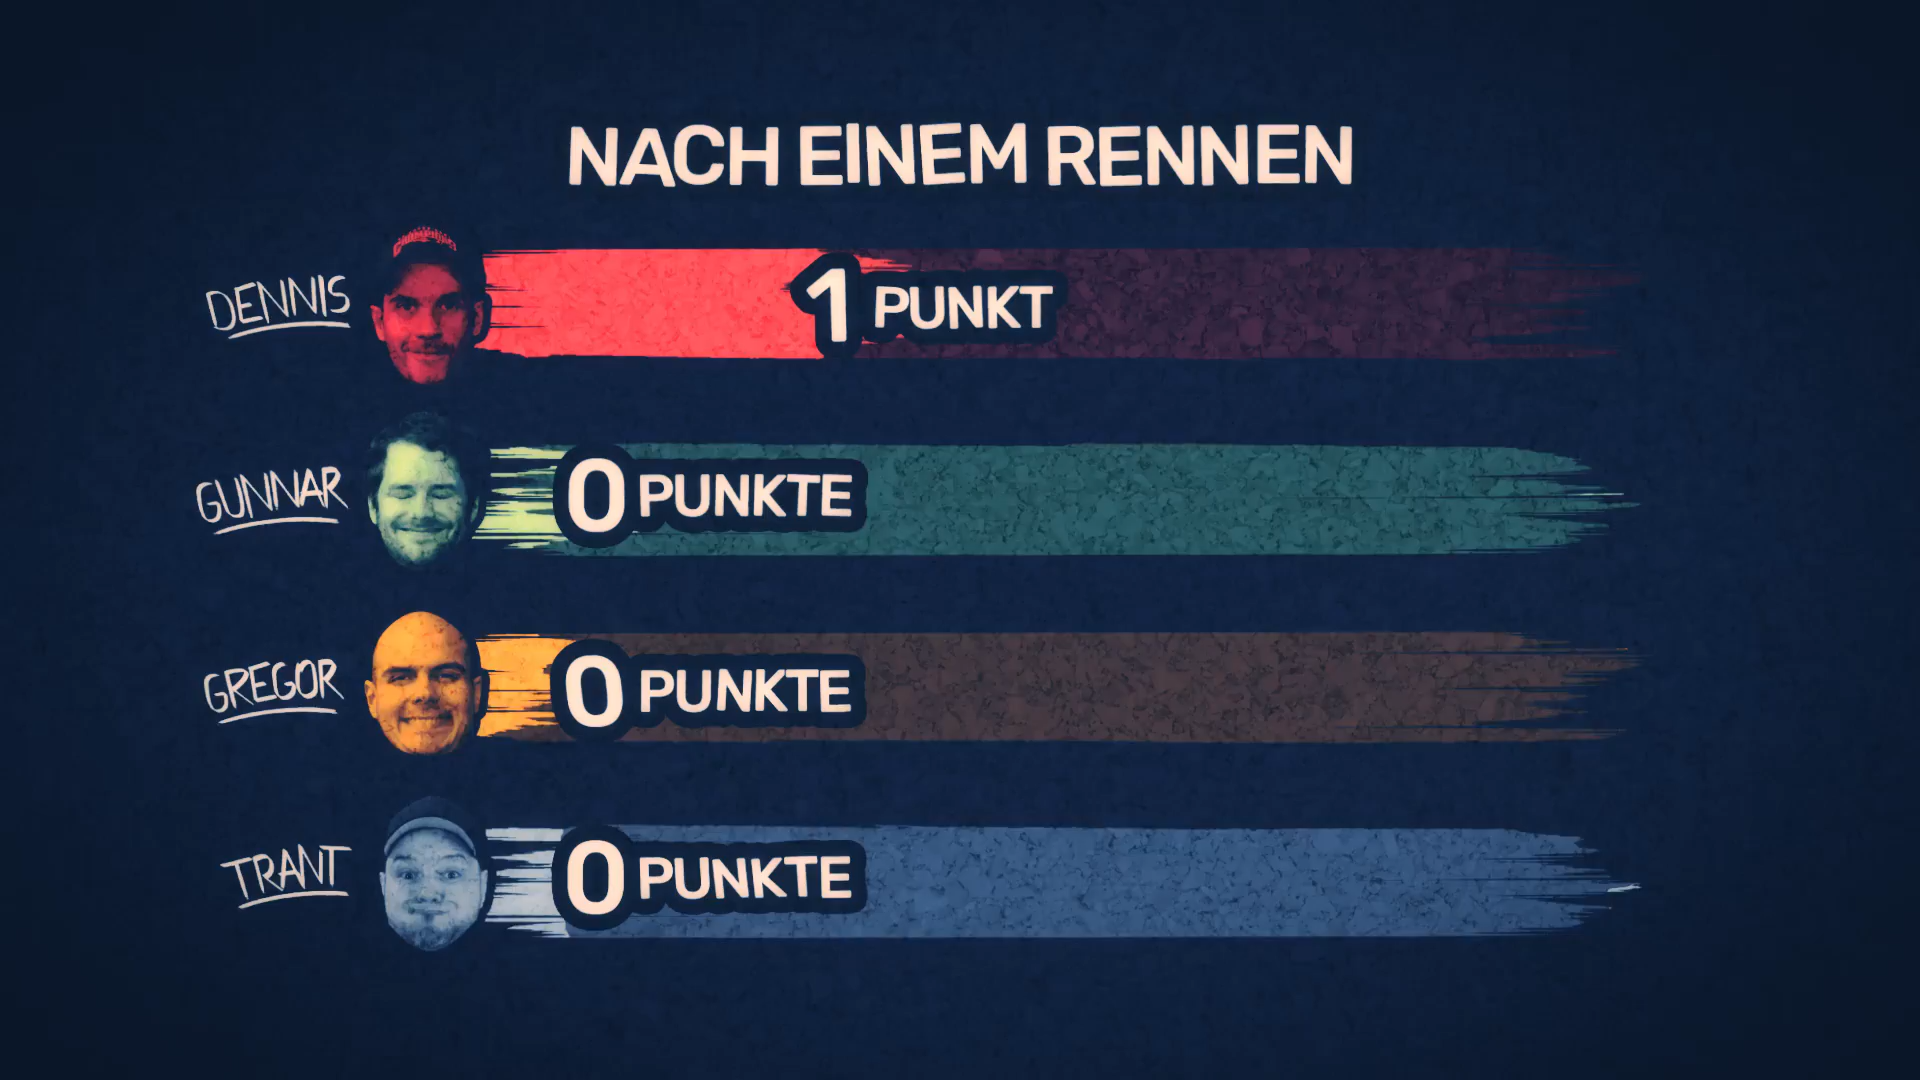 NACH EINEM RENNEN
DENNIS
1 PUNKT
GUNNAR
0 PUNKTE
GREGOR
0 PUNKTE
TRANT
0 PUNKTE